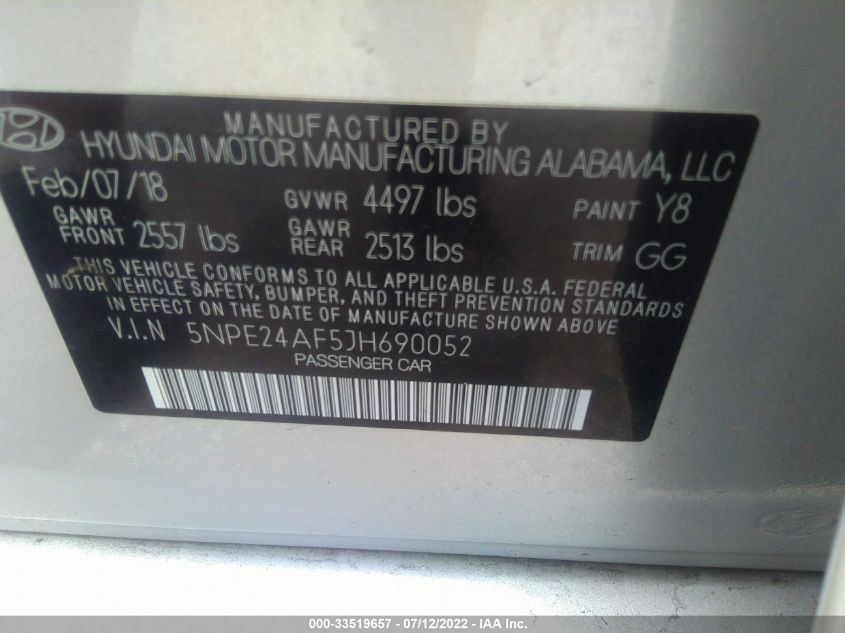 MANUFACTURED BY
HYUNDAI MOTOR MANUFACTURING ALABAMA, LLC
Feb/07/18 GVWR 4497 lbs PAINT Y8
GAWR FRONT 2557 lbs GAWR REAR 2513 lbs TRIM GG
THIS VEHICLE CONFORMS TO ALL APPLICABLE U.S.A. FEDERAL
MOTOR VEHICLE SAFETY, BUMPER, AND THEFT PREVENTION STANDARDS
IN EFFECT ON THE DATE OF MANUFACTURE SHOWN ABOVE
V.I.N 5NPE24AF5JH690052
PASSENGER CAR
000-33519657 - 07/12/2022 - IAA Inc.